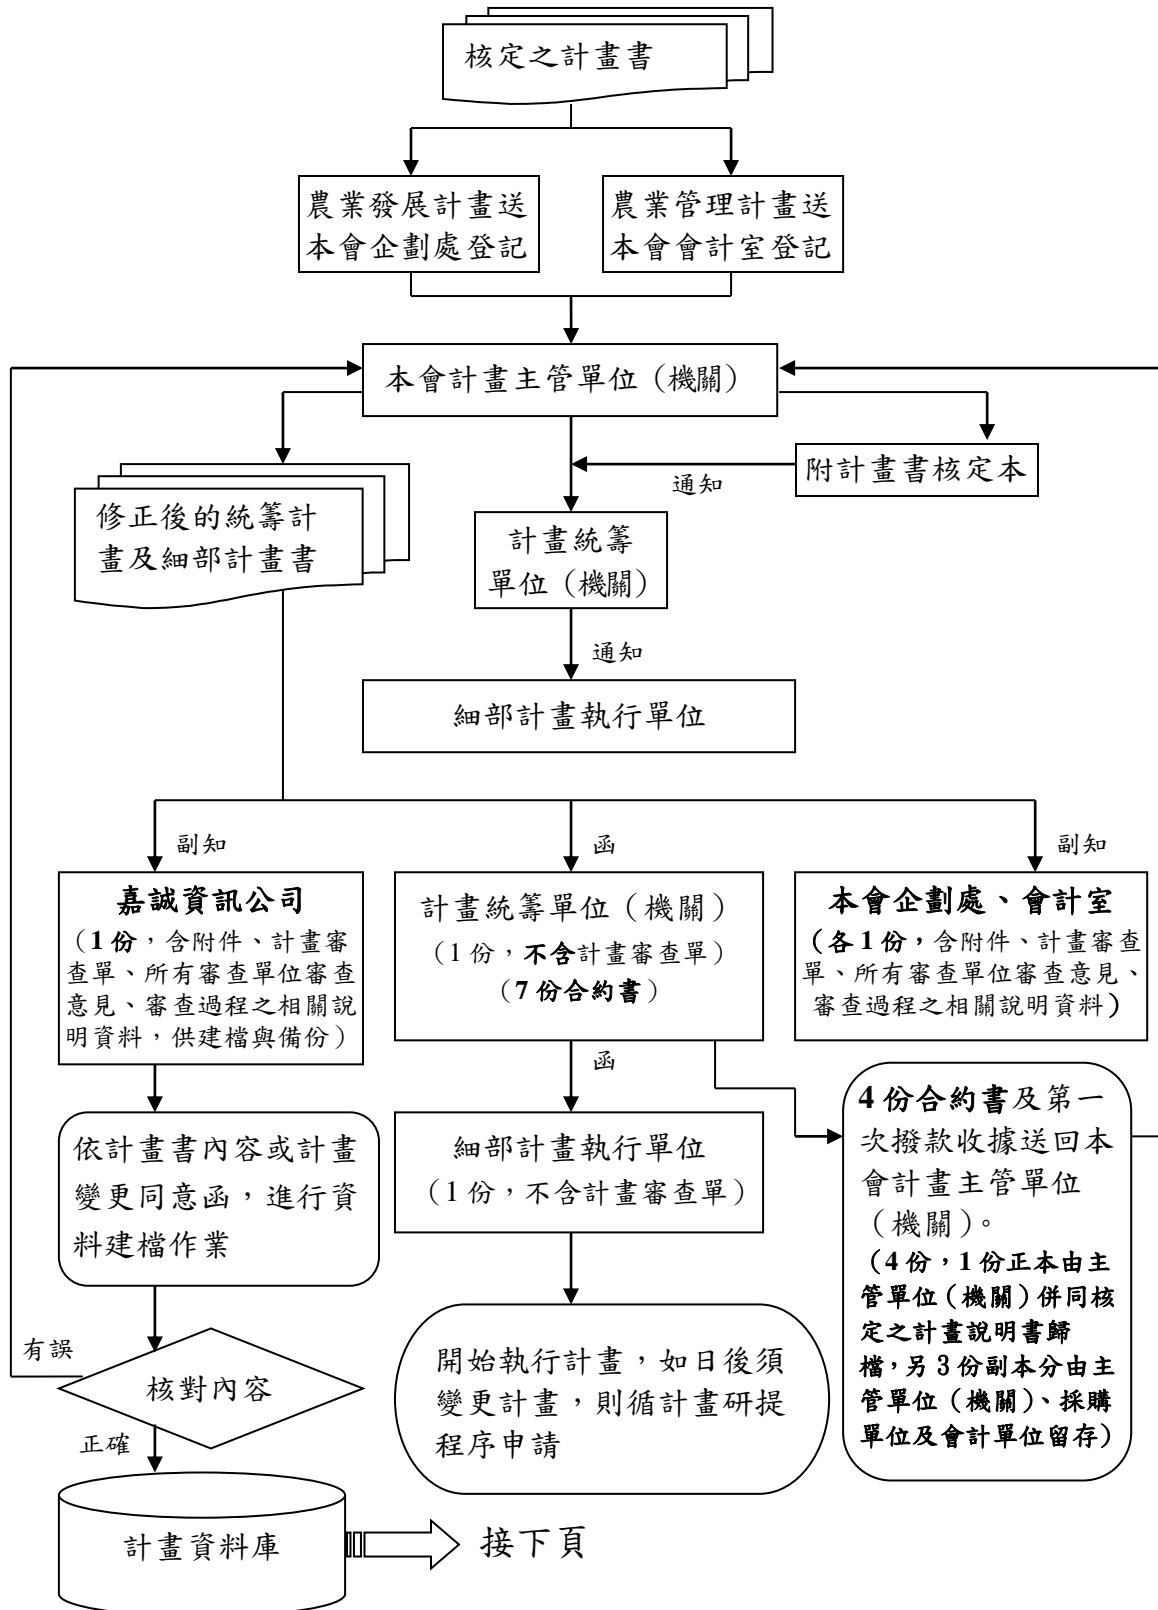 核定之計畫書
農業發展計畫送
本會企劃處登記
農業管理計畫送
本會會計室登記
本會計畫主管單位（機關）
附計畫書核定本
通知
修正後的統籌計
畫及細部計畫書
計畫統籌
單位（機關）
通知
細部計畫執行單位
副知
函
副知
嘉誠資訊公司
（1份，含附件、計畫審
查單、所有審查單位審查
意見、審查過程之相關說
明資料，供建檔與備份）
計畫統籌單位（機關）
（1份，不含計畫審查單）
（7份合約書）
本會企劃處、會計室
（各1份，含附件、計畫審查
單、所有審查單位審查意見、
審查過程之相關說明資料）
函
依計畫書內容或計畫
變更同意函，進行資
料建檔作業
細部計畫執行單位
（1份，不含計畫審查單）
4份合約書及第一
次撥款收據送回本
會計畫主管單位
（機關）。
（4份，1份正本由主
管單位（機關）併同核
定之計畫說明書歸
檔，另3份副本分由主
管單位（機關）、採購
單位及會計單位留存）
有誤
核對內容
正確
開始執行計畫，如日後須
變更計畫，則循計畫研提
程序申請
計畫資料庫
接下頁